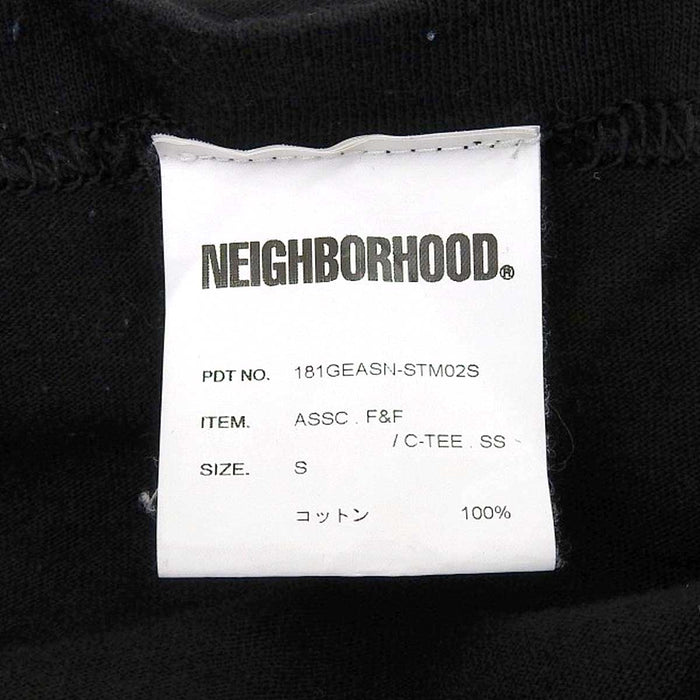 NEIGHBORHOOD®
PDT NO. 181GEASN-STM02S
ITEM. ASSC . F&F
/ C-TEE . SS
SIZE. S
コットン 100%